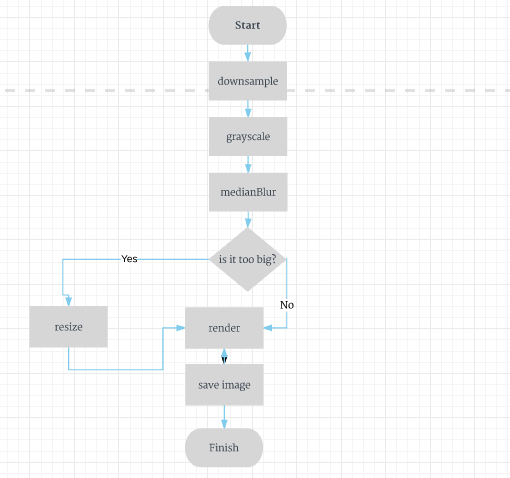 Start
downsample
grayscale
medianBlur
is it too big?
Yes
No
resize
render
save image
Finish